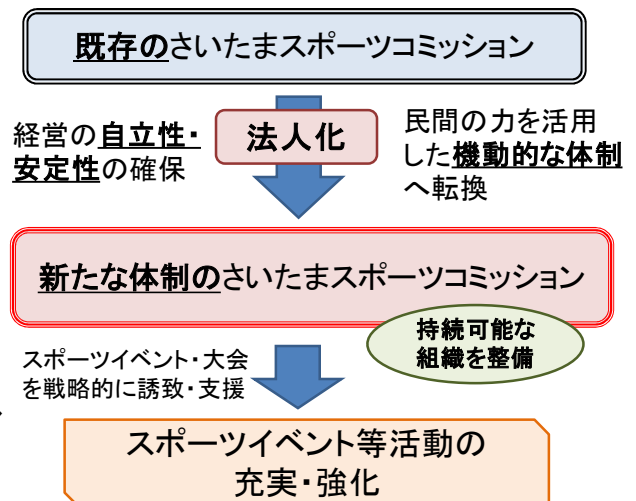 既存のさいたまスポーツコミッション
経営の自立性・
安定性の確保
法人化
民間の力を活用
した機動的な体制
へ転換
新たな体制のさいたまスポーツコミッション
持続可能な
組織を整備
スポーツイベント・大会
を戦略的に誘致・支援
スポーツイベント等活動の
充実・強化